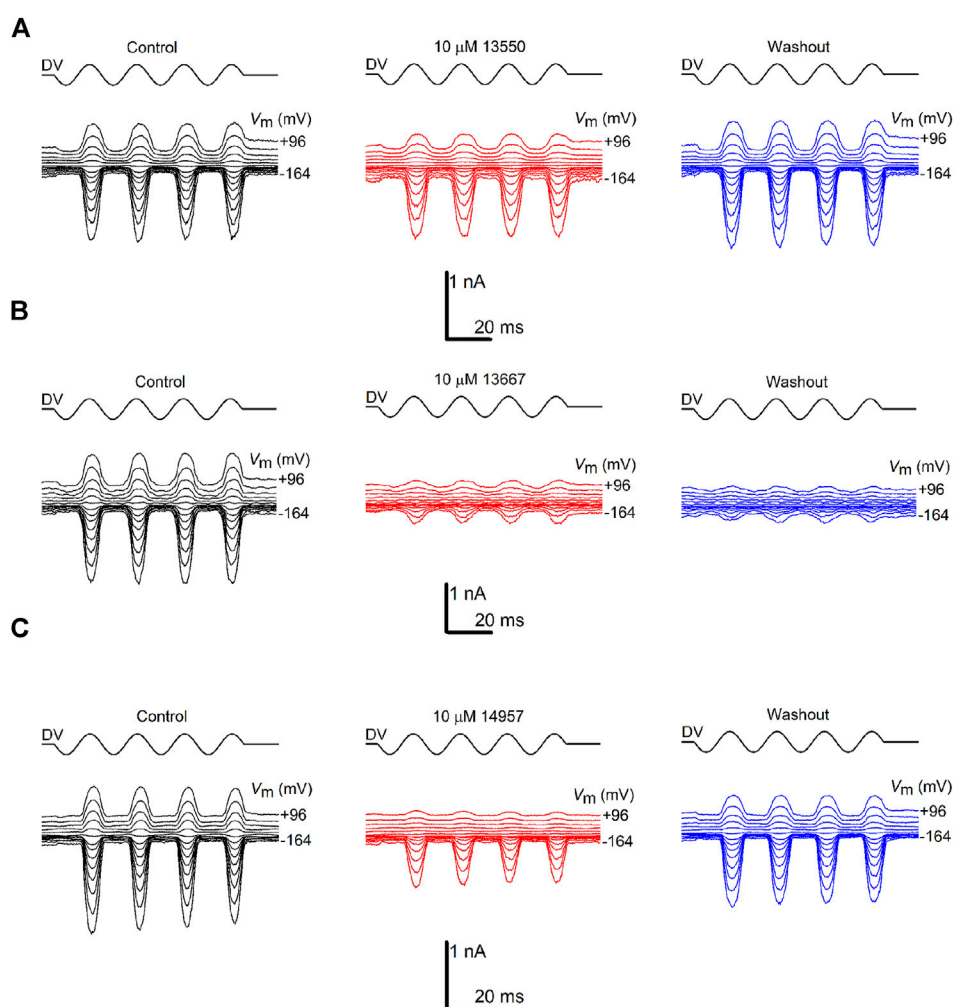 A
Control
10 μM 13550
Washout
DV
DV
DV
Vm (mV)
+96
-164
Vm (mV)
+96
-164
Vm (mV)
+96
-164
1 nA
20 ms
B
Control
10 μM 13667
Washout
DV
DV
DV
Vm (mV)
+96
-164
Vm (mV)
+96
-164
Vm (mV)
+96
-164
1 nA
20 ms
C
Control
10 μM 14957
Washout
DV
DV
DV
Vm (mV)
+96
-164
Vm (mV)
+96
-164
Vm (mV)
+96
-164
1 nA
20 ms